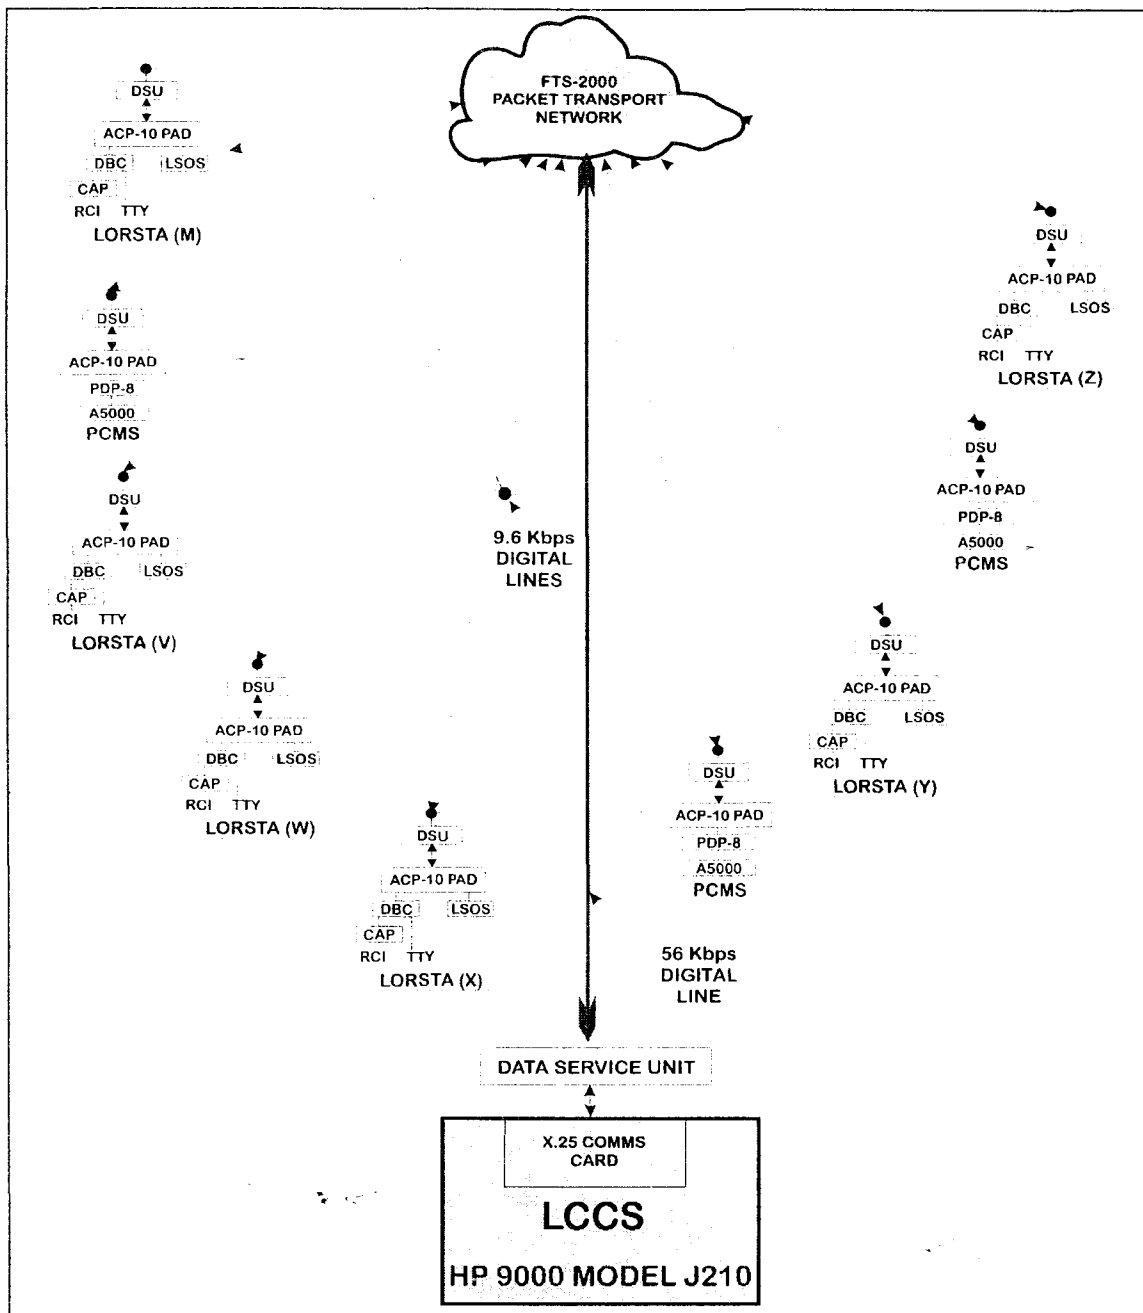 FTS-2000
PACKET TRANSPORT
NETWORK
DSU
ACP-10 PAD
DBC LSOS
CAP
RCI TTY
LORSTA (M)
DSU
ACP-10 PAD
PDP-8
A5000
PCMS
DSU
ACP-10 PAD
DBC LSOS
CAP
RCI TTY
LORSTA (V)
DSU
ACP-10 PAD
DBC LSOS
CAP
RCI TTY
LORSTA (W)
DSU
ACP-10 PAD
DBC LSOS
CAP
RCI TTY
LORSTA (X)
9.6 Kbps
DIGITAL
LINES
DSU
ACP-10 PAD
DBC LSOS
CAP
RCI TTY
LORSTA (Z)
DSU
ACP-10 PAD
PDP-8
A5000
PCMS
DSU
ACP-10 PAD
DBC LSOS
CAP
RCI TTY
LORSTA (Y)
DSU
ACP-10 PAD
PDP-8
A5000
PCMS
56 Kbps
DIGITAL
LINE
DATA SERVICE UNIT
X.25 COMMS
CARD
LCCS
HP 9000 MODEL J210